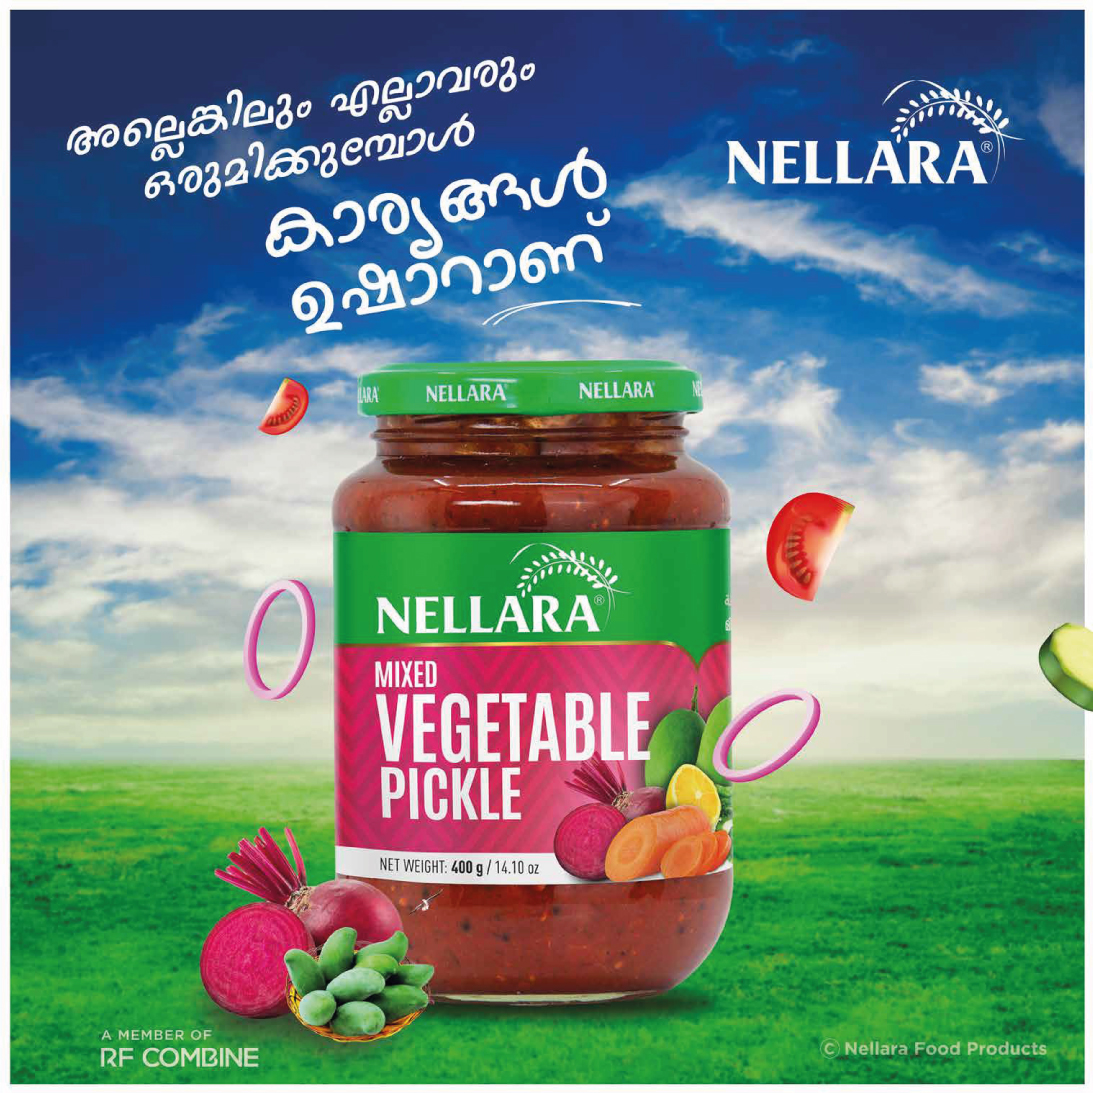 അല്ലെങ്കിലും എല്ലാവരും
ഒരുമിക്കുമ്പോൾ
കാര്യങ്ങൾ
ഉഷാറാണ്
NELLARA®
NELLARA NELLARA
NELLARA®
MIXED
VEGETABLE
PICKLE
NET WEIGHT: 400 g / 14.10 oz
A MEMBER OF
RF COMBINE
© Nellara Food Products